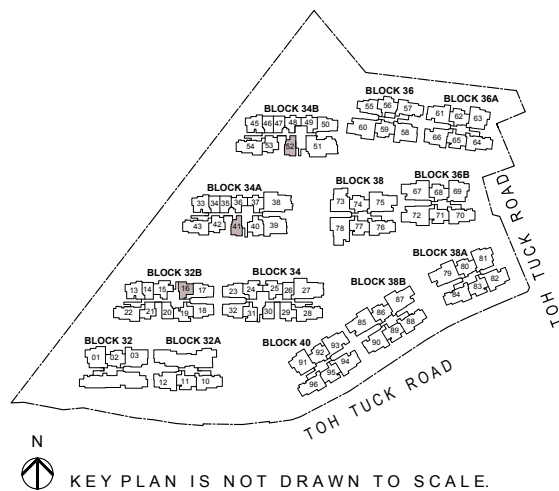 BLOCK 36
55 56 57
60 59 58
BLOCK 36A
61 62 63
66 65 64
BLOCK 34B
45 46 47 48 49 50
54 53 52 51
BLOCK 34A
33 34 35 36 37 38
43 42 41 40 39
BLOCK 38
73 74 75
78 77 76
BLOCK 36B
67 68 69
72 71 70
TOH TUCK ROAD
BLOCK 38A
79 80 81
84 83 82
BLOCK 32B
13 14 15 16 17
22 21 20 19 18
BLOCK 34
23 24 25 26 27
32 31 30 29 28
BLOCK 38B
85 86 87
90 89 88
BLOCK 32
01 02 03
BLOCK 32A
12 11 10
BLOCK 40
91 92 93
96 95 94
TOH TUCK ROAD
N
KEY PLAN IS NOT DRAWN TO SCALE.